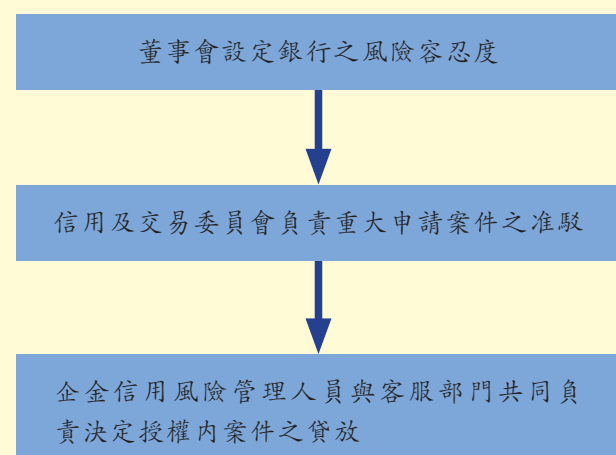 董事會設定銀行之風險容忍度
信用及交易委員會負責重大申請案件之准駁
企金信用風險管理人員與客服部門共同負
責決定授權內案件之貸放